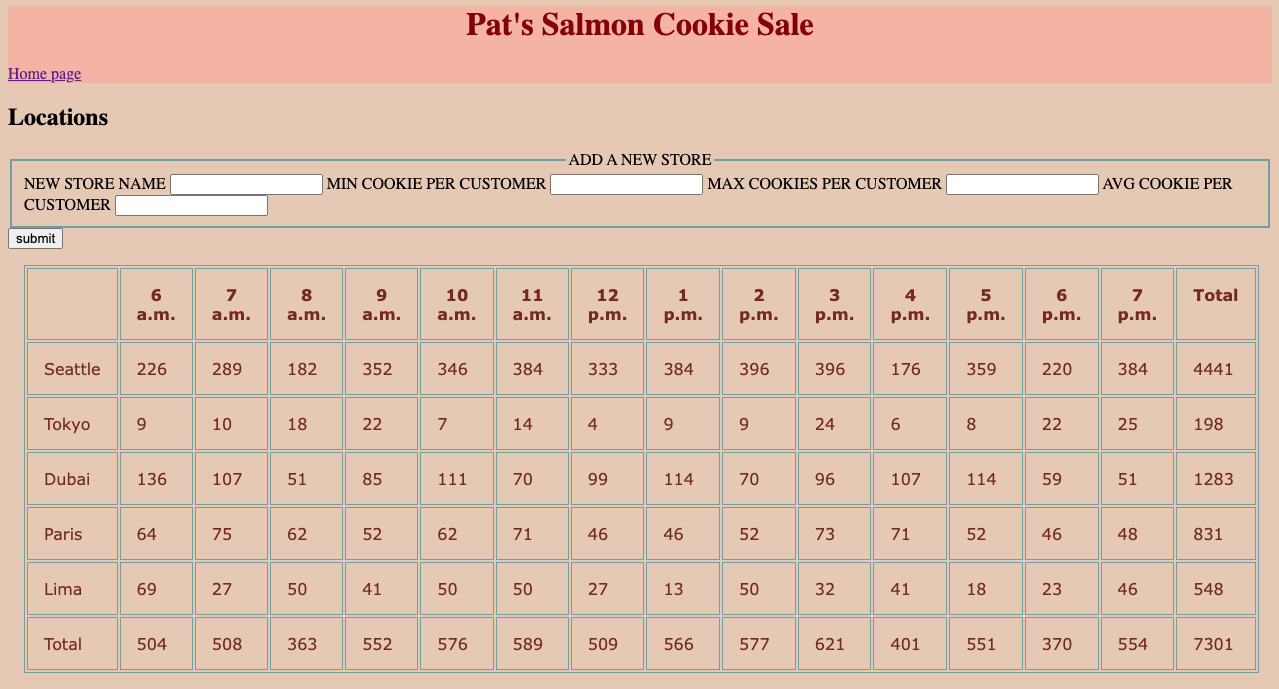 Pat's Salmon Cookie Sale
Home page
Locations
ADD A NEW STORE
NEW STORE NAME MIN COOKIE PER CUSTOMER MAX COOKIES PER CUSTOMER AVG COOKIE PER
CUSTOMER
submit
6 a.m. 7 a.m. 8 a.m. 9 a.m. 10 a.m. 11 a.m. 12 p.m. 1 p.m. 2 p.m. 3 p.m. 4 p.m. 5 p.m. 6 p.m. 7 p.m. Total
Seattle 226 289 182 352 346 384 333 384 396 396 176 359 220 384 4441
Tokyo 9 10 18 22 7 14 4 9 9 24 6 8 22 25 198
Dubai 136 107 51 85 111 70 99 114 70 96 107 114 59 51 1283
Paris 64 75 62 52 62 71 46 46 52 73 71 52 46 48 831
Lima 69 27 50 41 50 50 27 13 50 32 41 18 23 46 548
Total 504 508 363 552 576 589 509 566 577 621 401 551 370 554 7301